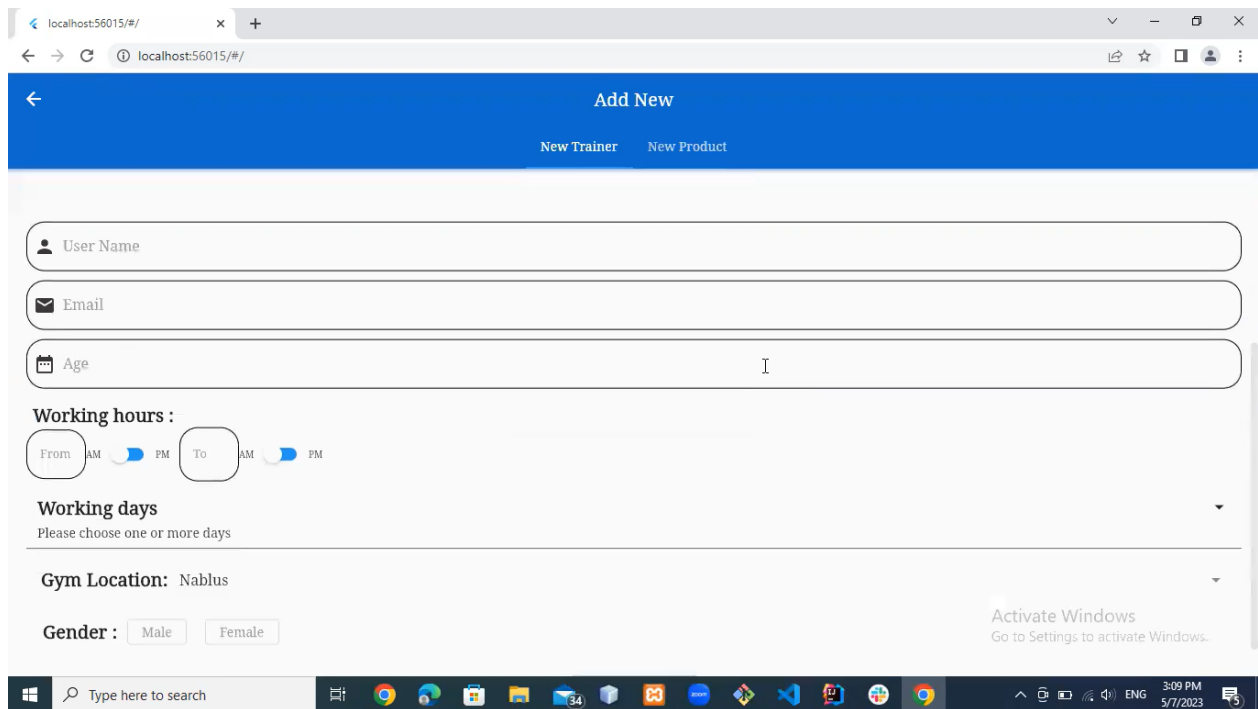 localhost:56015/#/
localhost:56015/#/
Add New
New Trainer New Product
User Name
Email
Age
Working hours :
From AM PM To AM PM
Working days
Please choose one or more days
Gym Location: Nablus
Gender : Male Female
Activate Windows
Go to Settings to activate Windows.
Type here to search
34
zoom
ENG
3:09 PM
5/7/2023
5